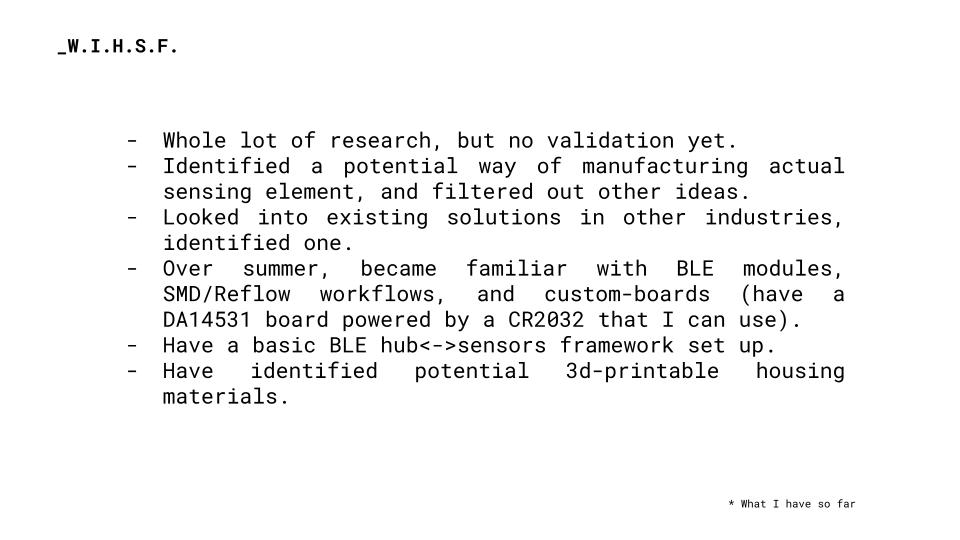 _W.I.H.S.F.
- Whole lot of research, but no validation yet.
- Identified a potential way of manufacturing actual
sensing element, and filtered out other ideas.
- Looked into existing solutions in other industries,
identified one.
- Over summer, became familiar with BLE modules,
SMD/Reflow workflows, and custom-boards (have a
DA14531 board powered by a CR2032 that I can use).
- Have a basic BLE hub<->sensors framework set up.
- Have identified potential 3d-printable housing
materials.
* What I have so far